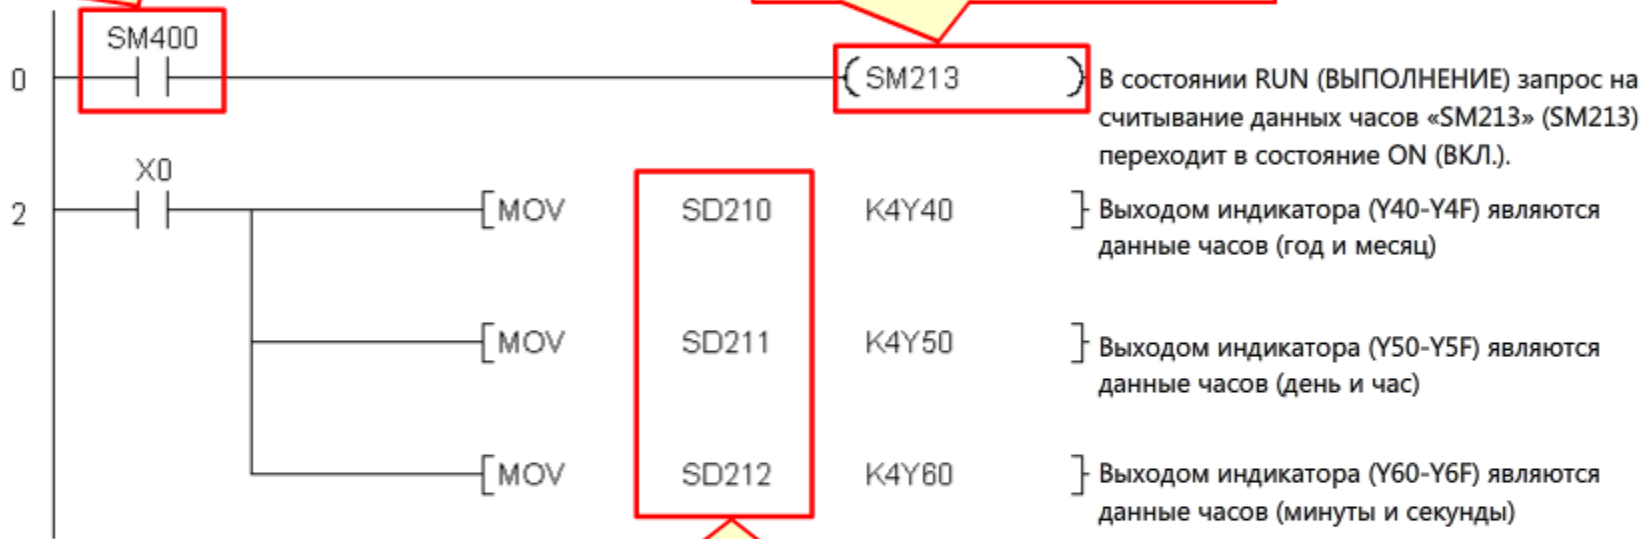 SM400
0 SM213 В состоянии RUN (ВЫПОЛНЕНИЕ) запрос на
считывание данных часов «SM213» (SM213)
переходит в состояние ON (ВКЛ.).
X0
2 MOV SD210 K4Y40 Выходом индикатора (Y40-Y4F) являются
данные часов (год и месяц)
MOV SD211 K4Y50 Выходом индикатора (Y50-Y5F) являются
данные часов (день и час)
MOV SD212 K4Y60 Выходом индикатора (Y60-Y6F) являются
данные часов (минуты и секунды)